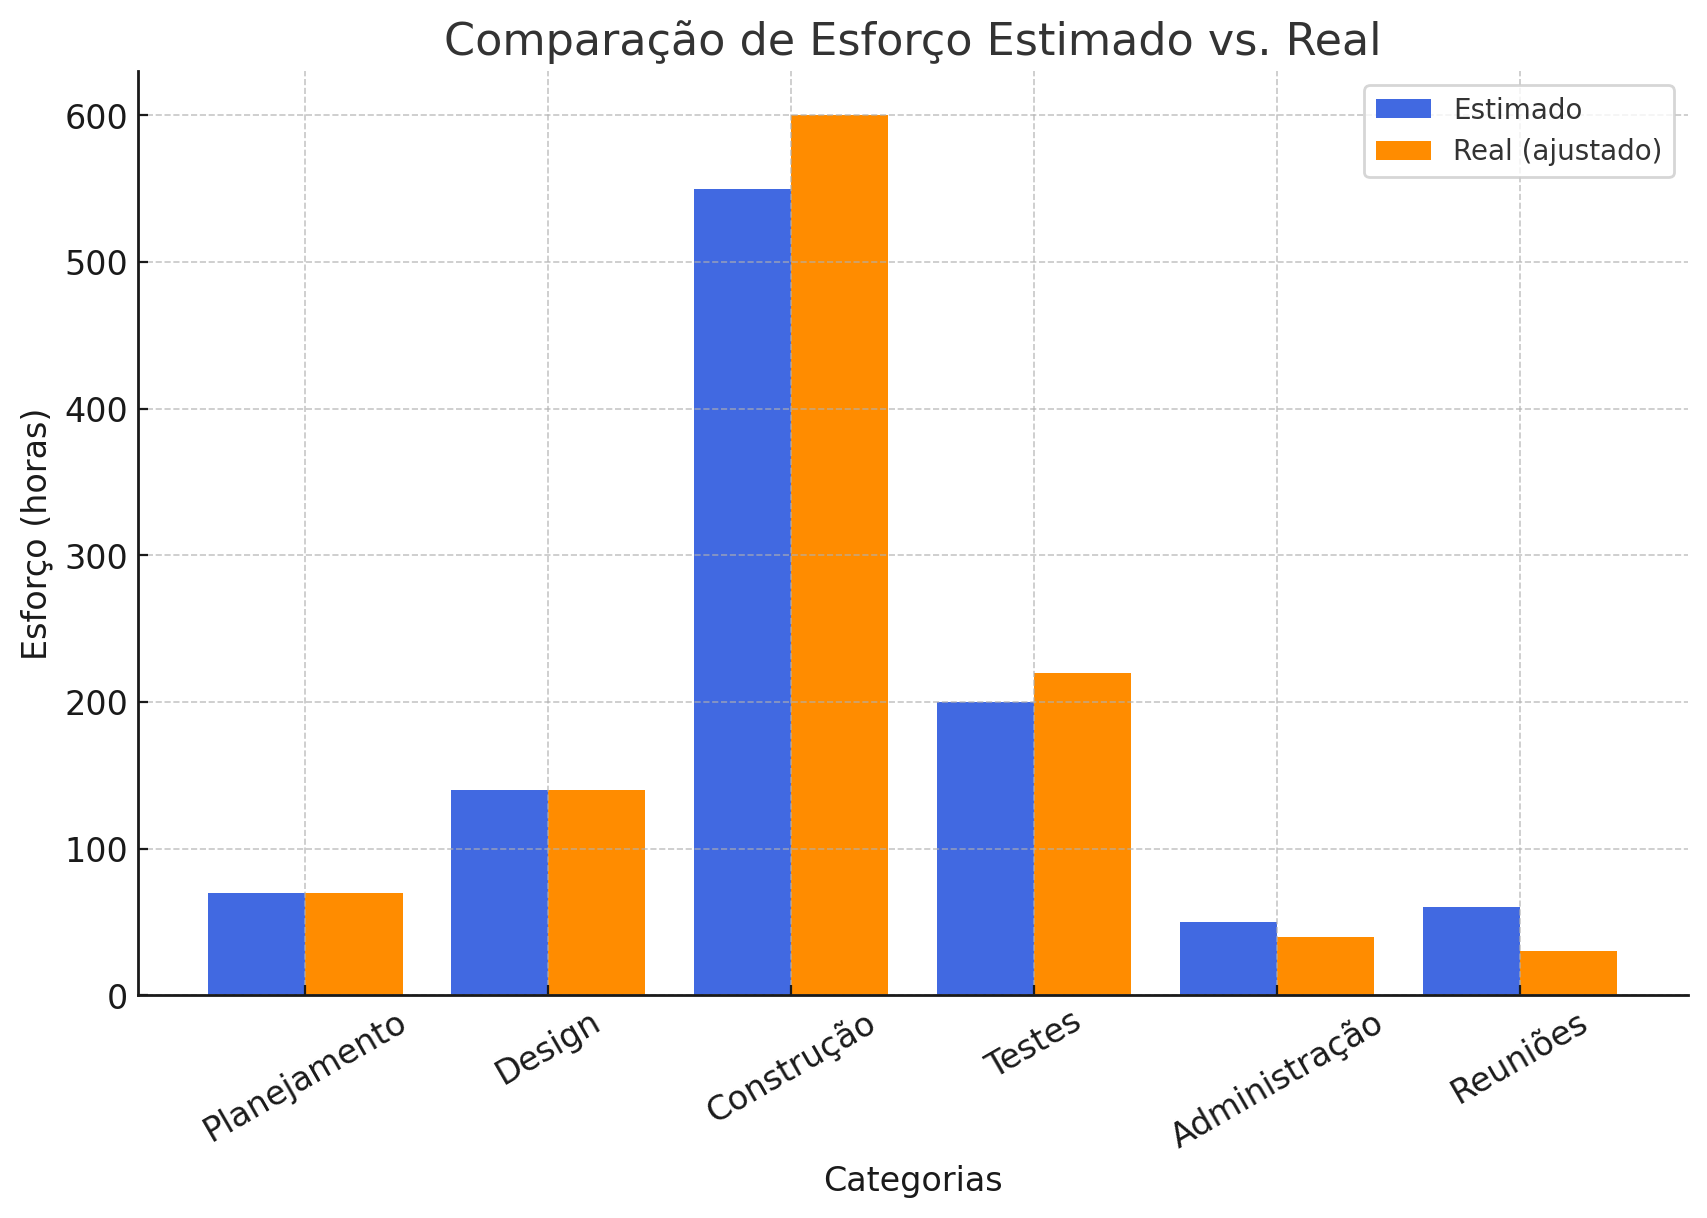 Comparação de Esforço Estimado vs. Real
Estimado
Real (ajustado)
Esforço (horas)
600
500
400
300
200
100
0
Planejamento
Design
Construção
Testes
Administração
Reuniões
Categorias